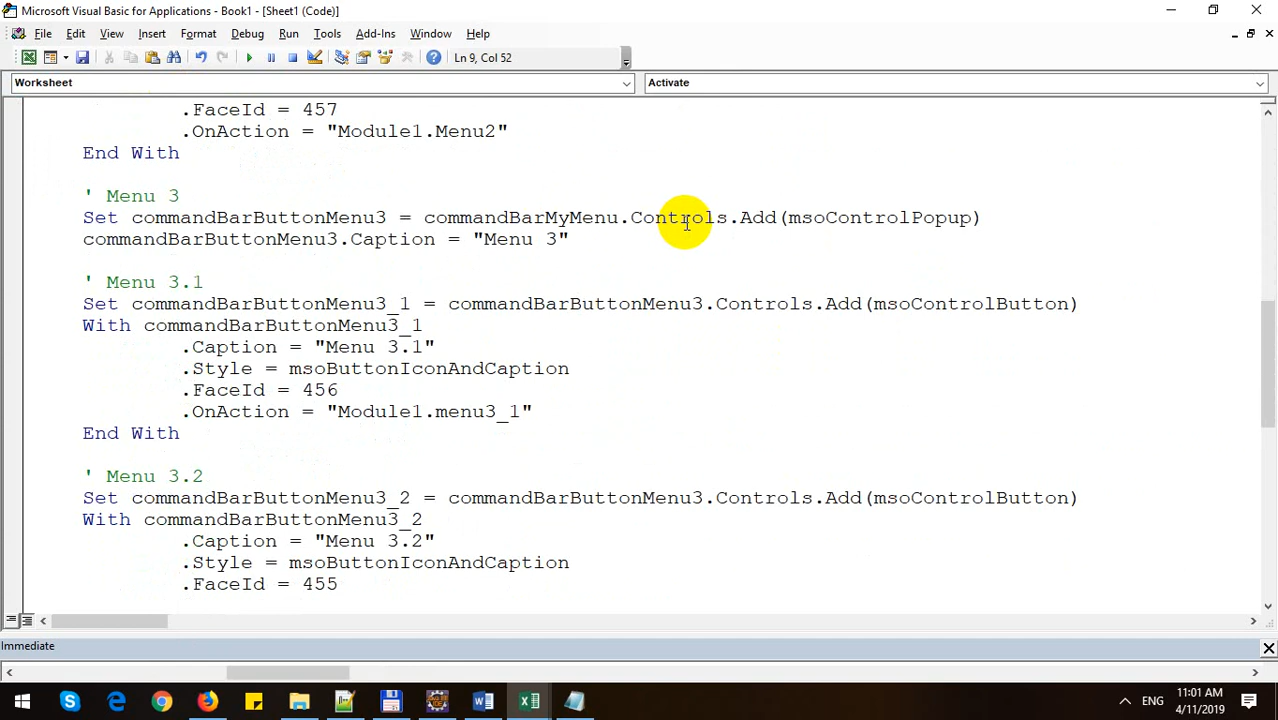 Microsoft Visual Basic for Applications - Book1 - [Sheet1 (Code)]
File Edit View Insert Format Debug Run Tools Add-Ins Window Help
Ln 9, Col 52
Worksheet Activate
.FaceId = 457
.OnAction = "Module1.Menu2"
End With
' Menu 3
Set commandBarButtonMenu3 = commandBarMyMenu.Controls.Add(msoControlPopup)
commandBarButtonMenu3.Caption = "Menu 3"
' Menu 3.1
Set commandBarButtonMenu3_1 = commandBarButtonMenu3.Controls.Add(msoControlButton)
With commandBarButtonMenu3_1
.Caption = "Menu 3.1"
.Style = msoButtonIconAndCaption
.FaceId = 456
.OnAction = "Module1.menu3_1"
End With
' Menu 3.2
Set commandBarButtonMenu3_2 = commandBarButtonMenu3.Controls.Add(msoControlButton)
With commandBarButtonMenu3_2
.Caption = "Menu 3.2"
.Style = msoButtonIconAndCaption
.FaceId = 455
Immediate
ENG
11:01 AM
4/11/2019